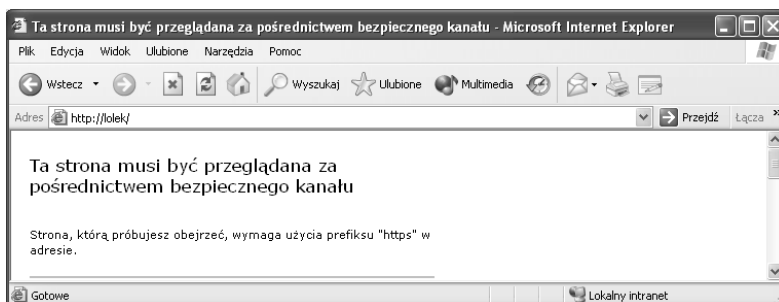 Ta strona musi być przeglądana za pośrednictwem bezpiecznego kanału - Microsoft Internet Explorer
Plik Edycja Widok Ulubione Narzędzia Pomoc
Wstecz Wyszukaj Ulubione Multimedia
Adres http://lolek/ Przejdź Łącza »
Ta strona musi być przeglądana za
pośrednictwem bezpiecznego kanału
Strona, którą próbujesz obejrzeć, wymaga użycia prefiksu "https" w
adresie.
Gotowe Lokalny intranet